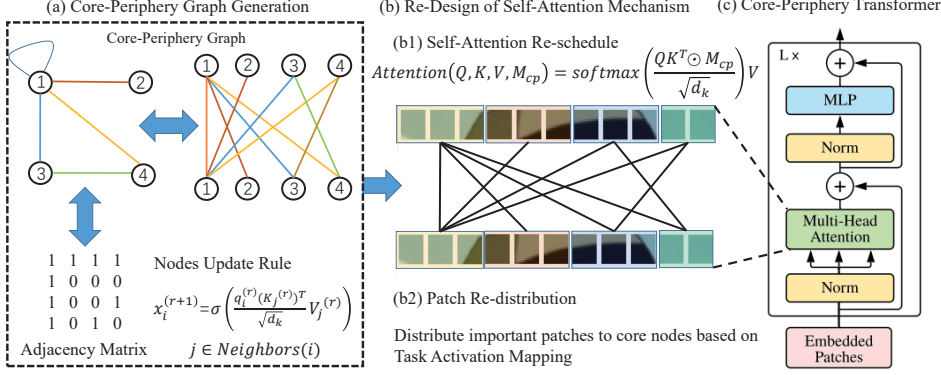 (a) Core-Periphery Graph Generation
Core-Periphery Graph
1 2
3 4
1 2 3 4
1 2 3 4
1 1 1 1
1 0 0 0
1 0 0 1
1 0 1 0
Adjacency Matrix
Nodes Update Rule
x_i^{(r+1)}=σ(q_i^{(r)}(K_j^{(r)})^T / √d_k V_j^{(r)})
j ∈ Neighbors(i)
(b) Re-Design of Self-Attention Mechanism
(b1) Self-Attention Re-schedule
Attention(Q, K, V, M_{cp}) = softmax(QK^T ⊙ M_{cp} / √d_k)V
(b2) Patch Re-distribution
Distribute important patches to core nodes based on
Task Activation Mapping
(c) Core-Periphery Transformer
L ×
+
MLP
Norm
+
Multi-Head
Attention
Norm
Embedded
Patches